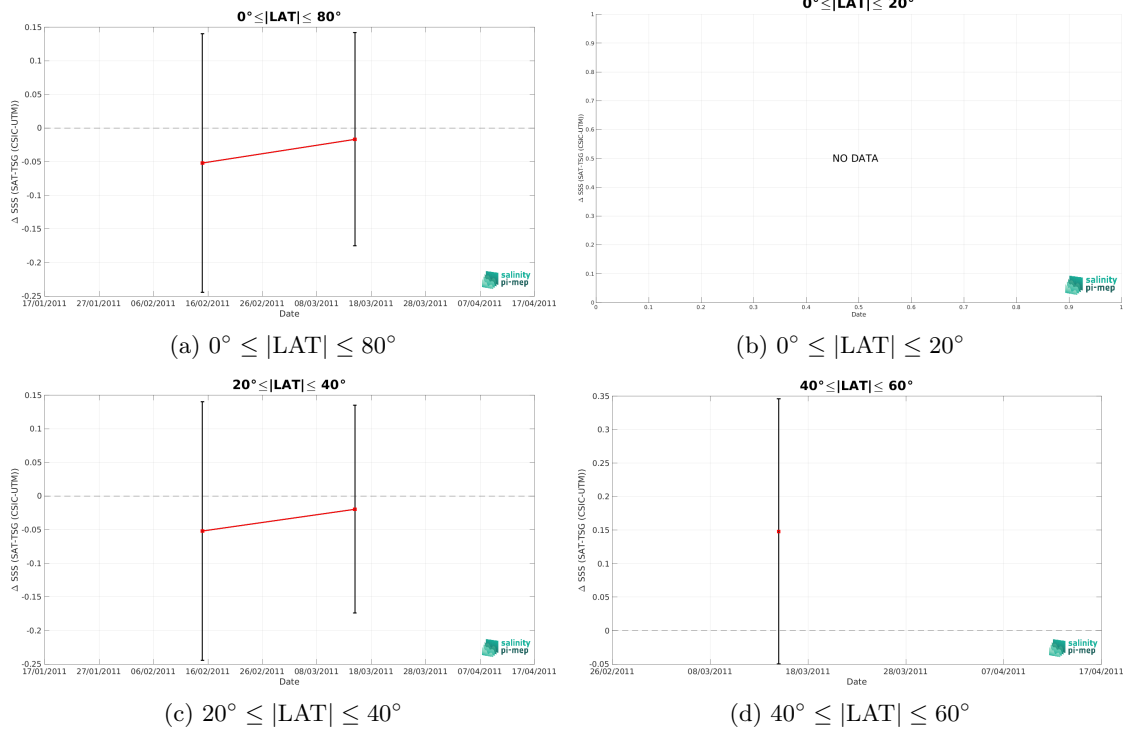 0°≤|LAT|≤ 80°
0.15
0.1
0.05
0
-0.05
-0.1
-0.15
-0.2
-0.25
Δ SSS (SAT-TSG (CSIC-UTM))
17/01/2011 27/01/2011 06/02/2011 16/02/2011 26/02/2011 08/03/2011 18/03/2011 28/03/2011 07/04/2011 17/04/2011
Date
salinity
pi-mep
(a) 0° ≤ |LAT| ≤ 80°
0°≤|LAT|≤ 20°
1
0.9
0.8
0.7
0.6
0.5
0.4
0.3
0.2
0.1
0
Δ SSS (SAT-TSG (CSIC-UTM))
NO DATA
0 0.1 0.2 0.3 0.4 0.5 0.6 0.7 0.8 0.9 1
Date
salinity
pi-mep
(b) 0° ≤ |LAT| ≤ 20°
20°≤|LAT|≤ 40°
0.15
0.1
0.05
0
-0.05
-0.1
-0.15
-0.2
-0.25
Δ SSS (SAT-TSG (CSIC-UTM))
17/01/2011 27/01/2011 06/02/2011 16/02/2011 26/02/2011 08/03/2011 18/03/2011 28/03/2011 07/04/2011 17/04/2011
Date
salinity
pi-mep
(c) 20° ≤ |LAT| ≤ 40°
40°≤|LAT|≤ 60°
0.35
0.3
0.25
0.2
0.15
0.1
0.05
0
-0.05
Δ SSS (SAT-TSG (CSIC-UTM))
26/02/2011 08/03/2011 18/03/2011 28/03/2011 07/04/2011 17/04/2011
Date
salinity
pi-mep
(d) 40° ≤ |LAT| ≤ 60°